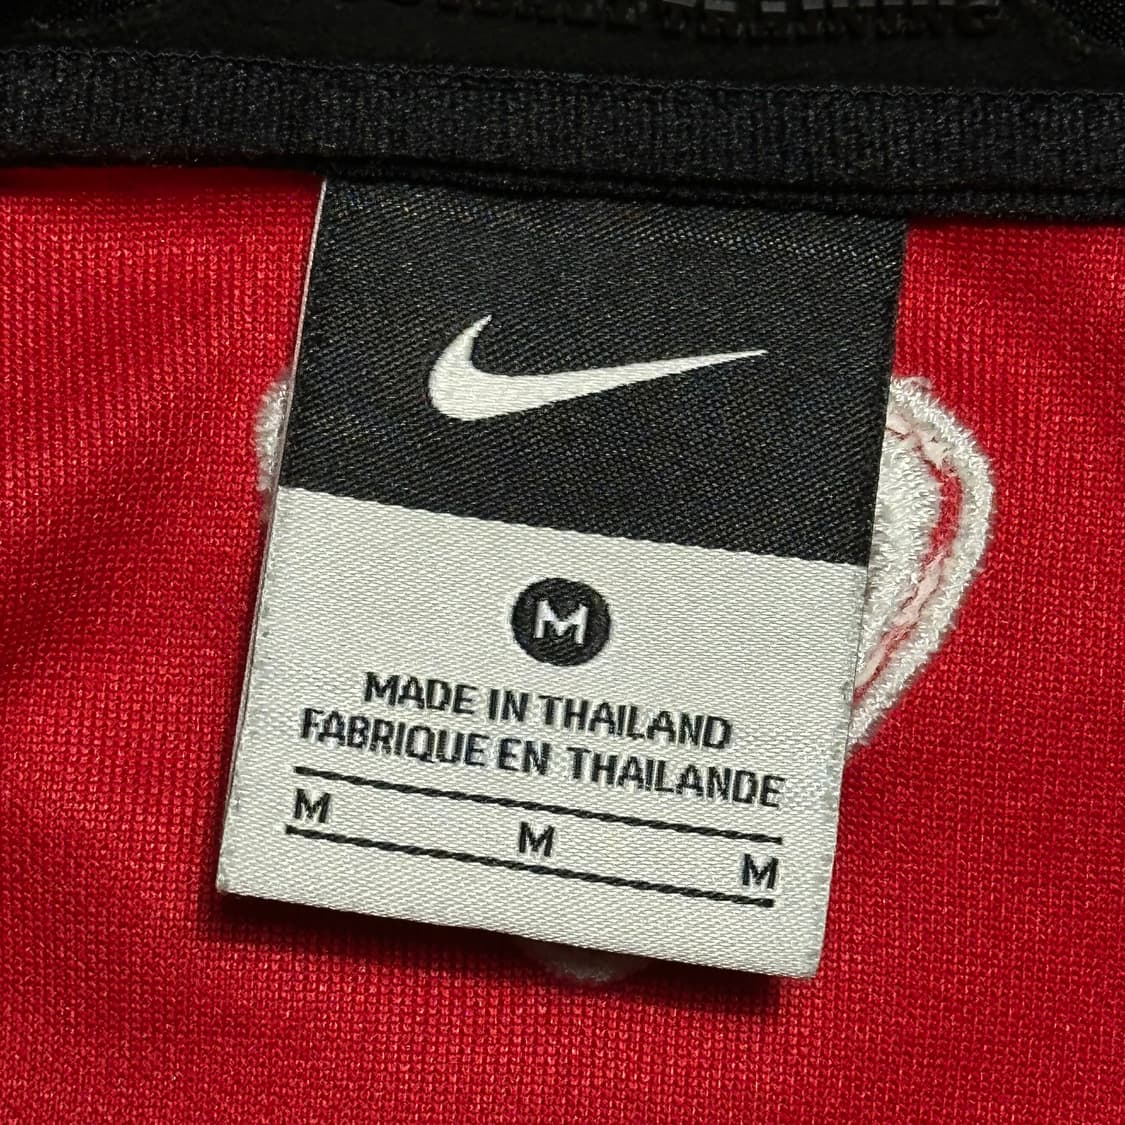 M
MADE IN THAILAND
FABRIQUE EN THAILANDE
M M M